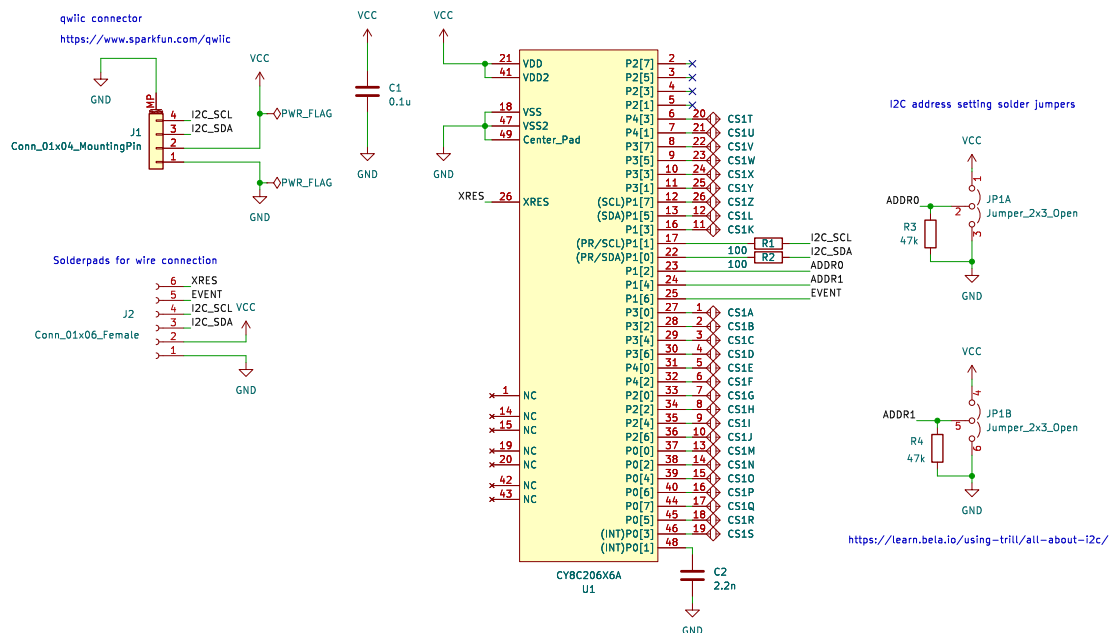 qwiic connector
https://www.sparkfun.com/qwiic
VCC
GND
MP
J1
Conn_01x04_MountingPin
4 I2C_SCL
3 I2C_SDA
2
1
PWR_FLAG
PWR_FLAG
GND
VCC
C1
0.1u
GND
VCC
GND
Solderpads for wire connection
J2
Conn_01x06_Female
6 XRES
5 EVENT
4 I2C_SCL
3 I2C_SDA
2
1
VCC
GND
21 VDD
41 VDD2
18 VSS
47 VSS2
49 Center_Pad
XRES 26 XRES
1 NC
14 NC
15 NC
19 NC
20 NC
42 NC
43 NC
P2[7] 2
P2[5] 3
P2[3] 4
P2[1] 5
P4[3] 6 20 CS1T
P4[1] 7 21 CS1U
P3[7] 8 22 CS1V
P3[5] 9 23 CS1W
P3[3] 10 24 CS1X
P3[1] 11 25 CS1Y
(SCL)P1[7] 12 26 CS1Z
(SDA)P1[5] 13 12 CS1L
P1[3] 16 11 CS1K
(PR/SCL)P1[1] 17 R1 I2C_SCL
100
(PR/SDA)P1[0] 22 R2 I2C_SDA
100
P1[2] 23 ADDR0
P1[4] 24 ADDR1
P1[6] 25 EVENT
P3[0] 27 1 CS1A
P3[2] 28 2 CS1B
P3[4] 29 3 CS1C
P3[6] 30 4 CS1D
P4[0] 31 5 CS1E
P4[2] 32 6 CS1F
P2[0] 33 7 CS1G
P2[2] 34 8 CS1H
P2[4] 35 9 CS1I
P2[6] 36 10 CS1J
P0[0] 37 13 CS1M
P0[2] 38 14 CS1N
P0[4] 39 15 CS1O
P0[6] 40 16 CS1P
P0[7] 44 17 CS1Q
P0[5] 45 18 CS1R
(INT)P0[3] 46 19 CS1S
(INT)P0[1] 48
CY8C206X6A
U1
C2
2.2n
GND
I2C address setting solder jumpers
VCC
ADDR0
1
2
3
JP1A
Jumper_2x3_Open
R3
47k
GND
VCC
ADDR1
4
5
6
JP1B
Jumper_2x3_Open
R4
47k
GND
https://learn.bela.io/using-trill/all-about-i2c/